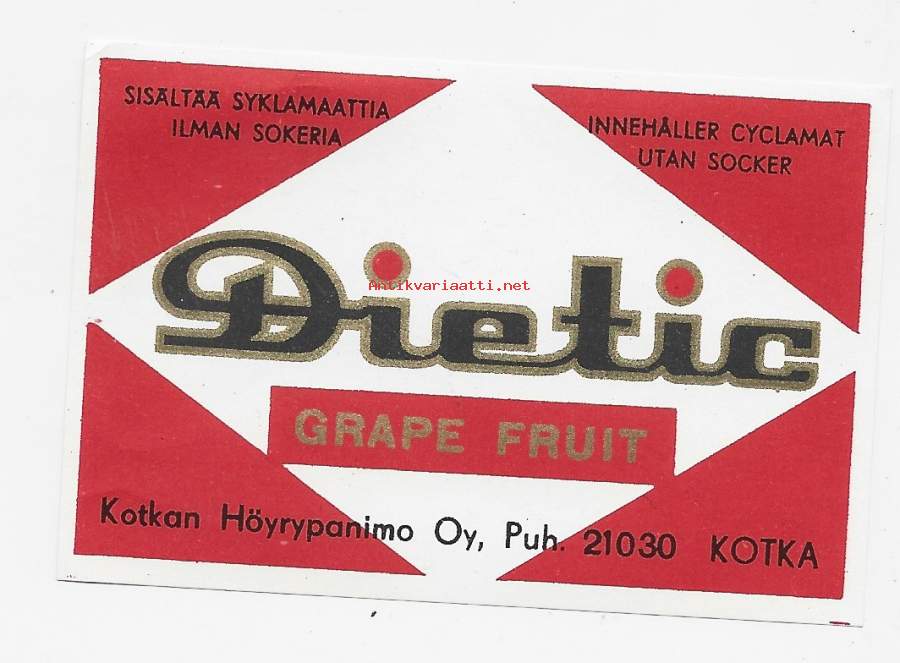 SISÄLTÄÄ SYKLAMAATTIA
ILMAN SOKERIA
INNEHÅLLER CYCLAMAT
UTAN SOCKER
Dietic
Antikvariaatti.net
GRAPE FRUIT
Kotkan Höyrypanimo Oy, Puh. 21030 KOTKA